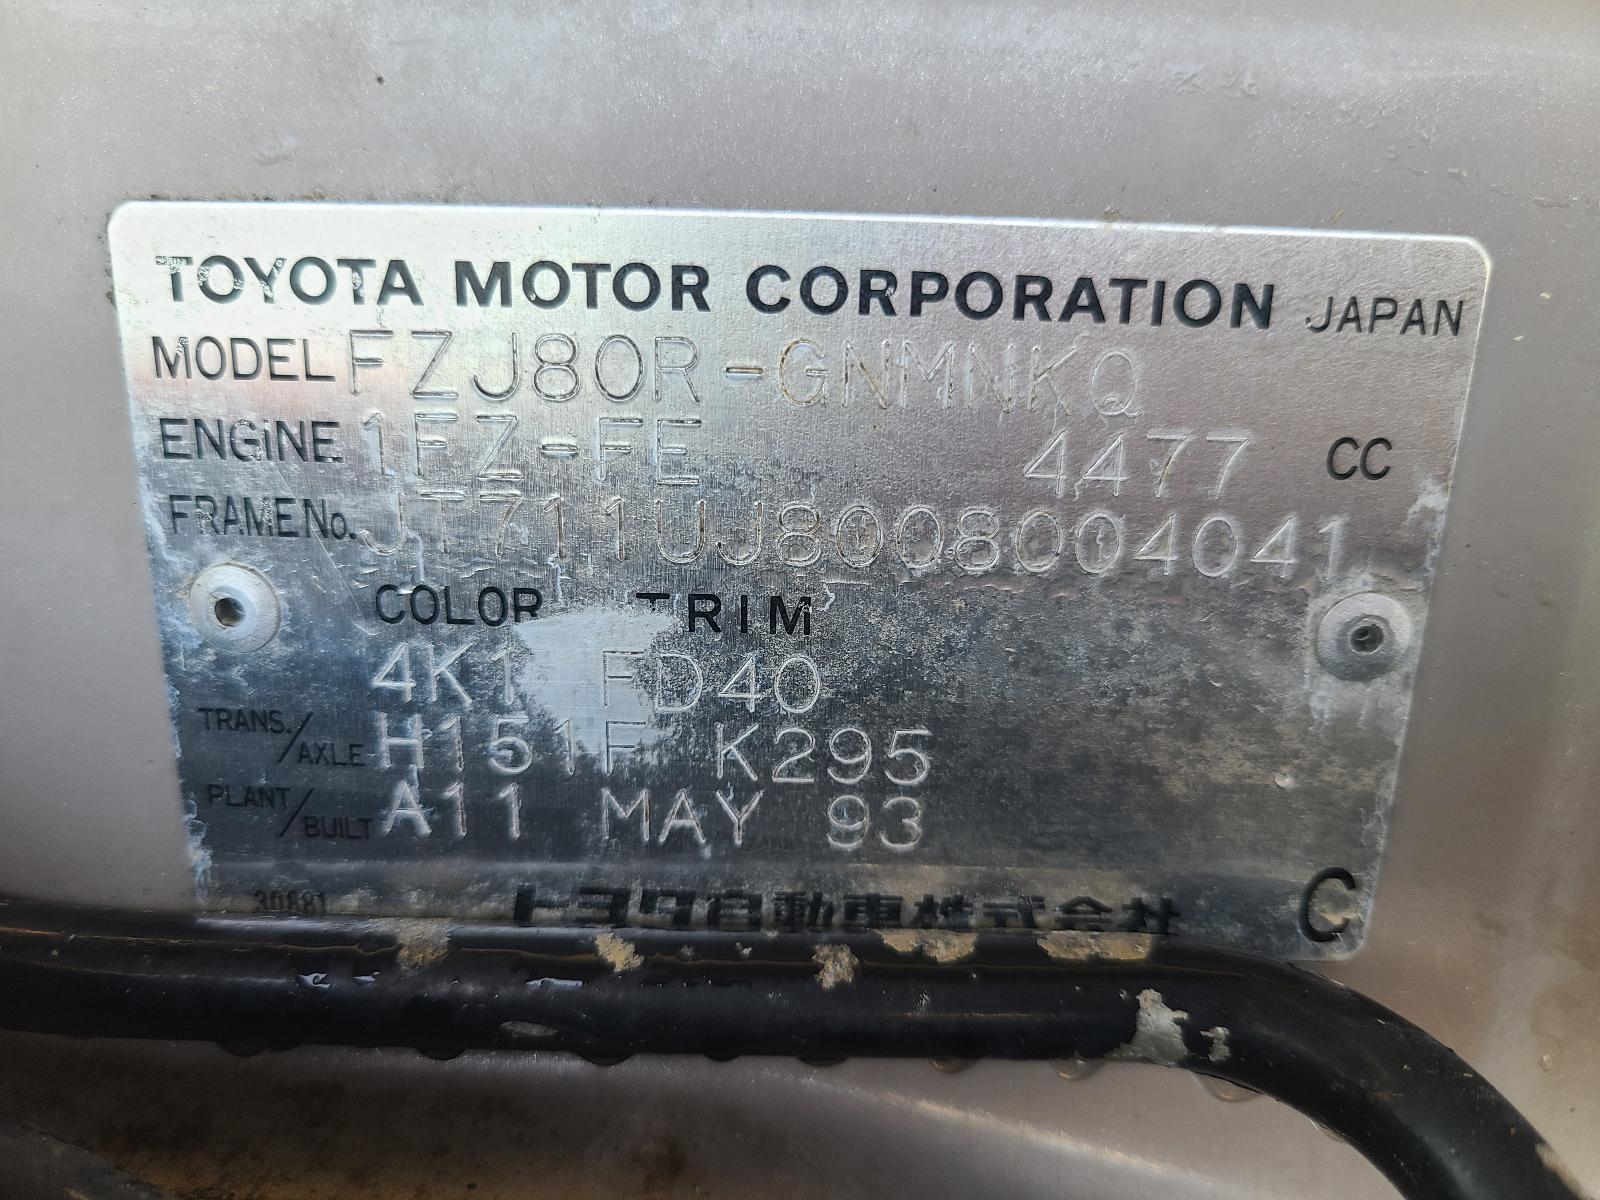 TOYOTA MOTOR CORPORATION JAPAN
MODEL FZJ80R-GNMNKQ
ENGINE 1FZ-FE 4477 CC
FRAME No. JT711UJ8008004041
COLOR TRIM
4K1 FD40
TRANS./AXLE H151F K295
PLANT/BUILT A11 MAY 93
30881
トヨタ自動車株式会社 C